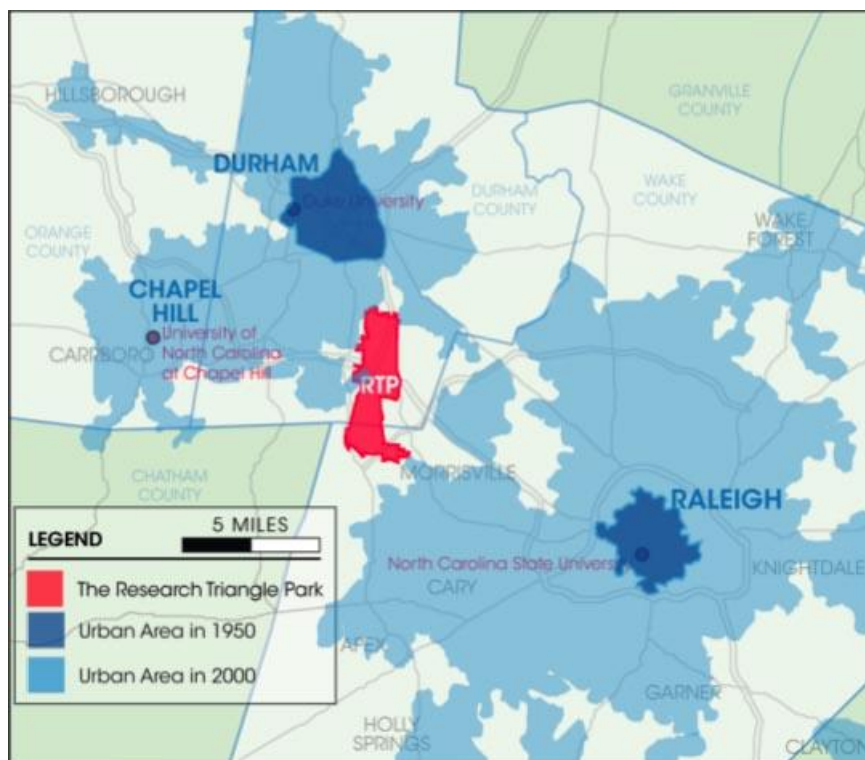 HILLSBOROUGH
GRANVILLE
COUNTY
DURHAM
Duke University
DURHAM
COUNTY
WAKE
COUNTY
WAKE
FOREST
ORANGE
COUNTY
CHAPEL
HILL
University of
North Carolina
at Chapel Hill
CARRBORO
RTP
CHATHAM
COUNTY
MORRISVILLE
RALEIGH
North Carolina State University
CARY
KNIGHTDALE
APEX
GARNER
HOLLY
SPRINGS
CLAYTON
5 MILES
LEGEND
The Research Triangle Park
Urban Area in 1950
Urban Area in 2000